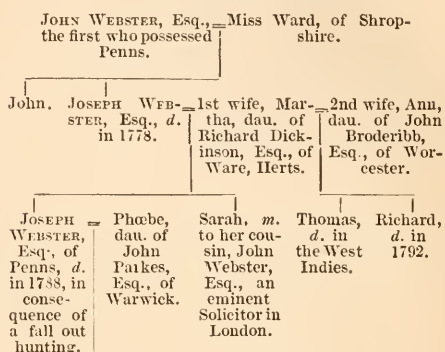 JOHN WEBSTER, Esq., = Miss Ward, of Shrop-
the first who possessed shire.
Penns.
John.
JOSEPH WEB-
STER, Esq., d.
in 1778.
= 1st wife, Mar-
tha, dau. of
Richard Dick-
inson, Esq., of
Ware, Herts.
= 2nd wife, Ann,
dau. of John
Broderibb,
Esq., of Wor-
cester.
JOSEPH =
WEBSTER,
Esq., of
Penns, d.
in 1788, in
conse-
quence of
a fall out
hunting.
Phœbe,
dau. of
John
Parkes,
Esq., of
Warwick.
Sarah, m.
to her cou-
sin, John
Webster,
Esq., an
eminent
Solicitor in
London.
Thomas,
d. in
the West
Indies.
Richard,
d. in
1792.